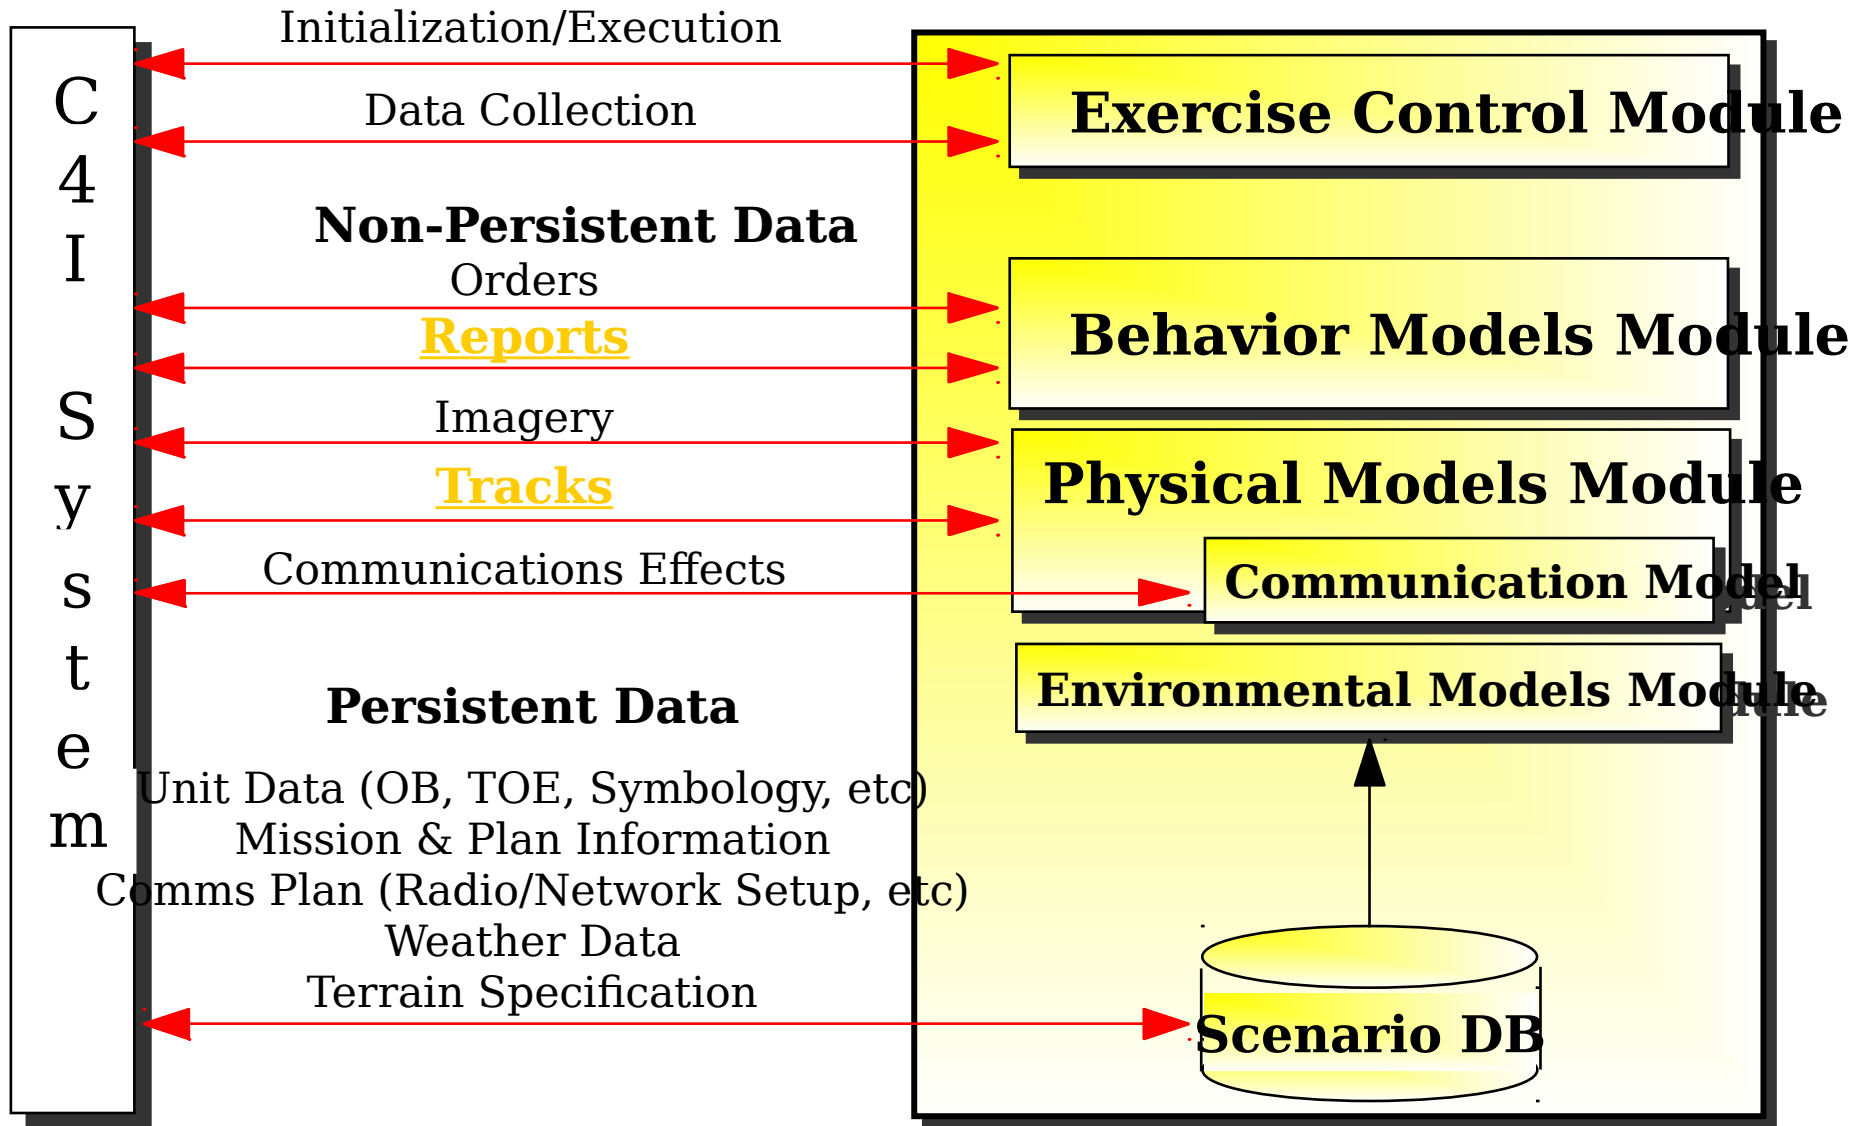 C4I System
Initialization/Execution
Data Collection
Non-Persistent Data
Orders
Reports
Imagery
Tracks
Communications Effects
Persistent Data
Unit Data (OB, TOE, Symbology, etc)
Mission & Plan Information
Comms Plan (Radio/Network Setup, etc)
Weather Data
Terrain Specification
Exercise Control Module
Behavior Models Module
Physical Models Module
Communication Model
Environmental Models Module
Scenario DB